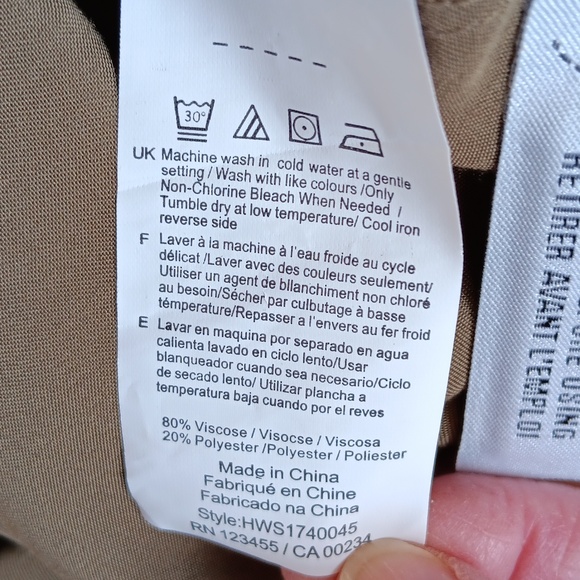 30°
UK Machine wash in cold water at a gentle
setting / Wash with like colours /Only
Non-Chlorine Bleach When Needed /
Tumble dry at low temperature/ Cool iron
reverse side
F Laver à la machine à l'eau froide au cycle
délicat /Laver avec des couleurs seulement/
Utiliser un agent de bllanchiment non chloré
au besoin/Sécher par culbutage à basse
témpérature/Repasser a l'envers au fer froid
E Lavar en maquina por separado en agua
calienta lavado en ciclo lento/Usar
blanqueador cuando sea necesario/Ciclo
de secado lento/ Utilizar plancha a
temperatura baja cuando por el reves
80% Viscose / Visocse / Viscosa
20% Polyester /Polyester / Poliester
Made in China
Fabriqué en Chine
Fabricado na China
Style:HWS1740045
RN 123455 / CA 00234
USING
RETIRER AVANT L'EMPLOI